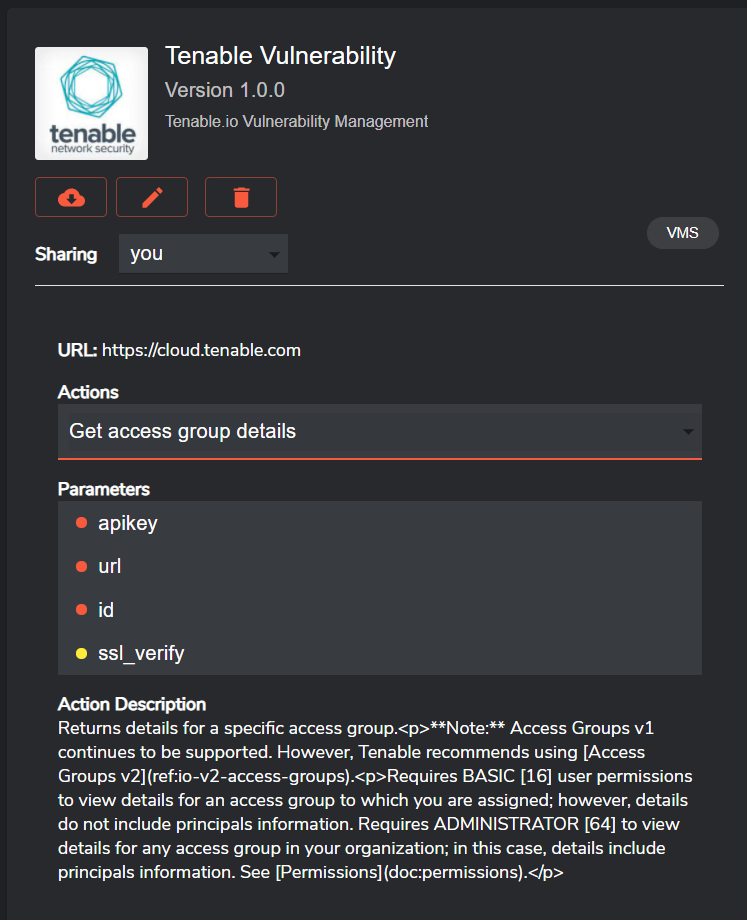 Tenable Vulnerability
Version 1.0.0
Tenable.io Vulnerability Management
tenable
network security
VMS
Sharing
you
URL: https://cloud.tenable.com
Actions
Get access group details
Parameters
apikey
url
id
ssl_verify
Action Description
Returns details for a specific access group.<p>**Note:** Access Groups v1
continues to be supported. However, Tenable recommends using [Access
Groups v2](ref:io-v2-access-groups).<p>Requires BASIC [16] user permissions
to view details for an access group to which you are assigned; however, details
do not include principals information. Requires ADMINISTRATOR [64] to view
details for any access group in your organization; in this case, details include
principals information. See [Permissions](doc:permissions).</p>